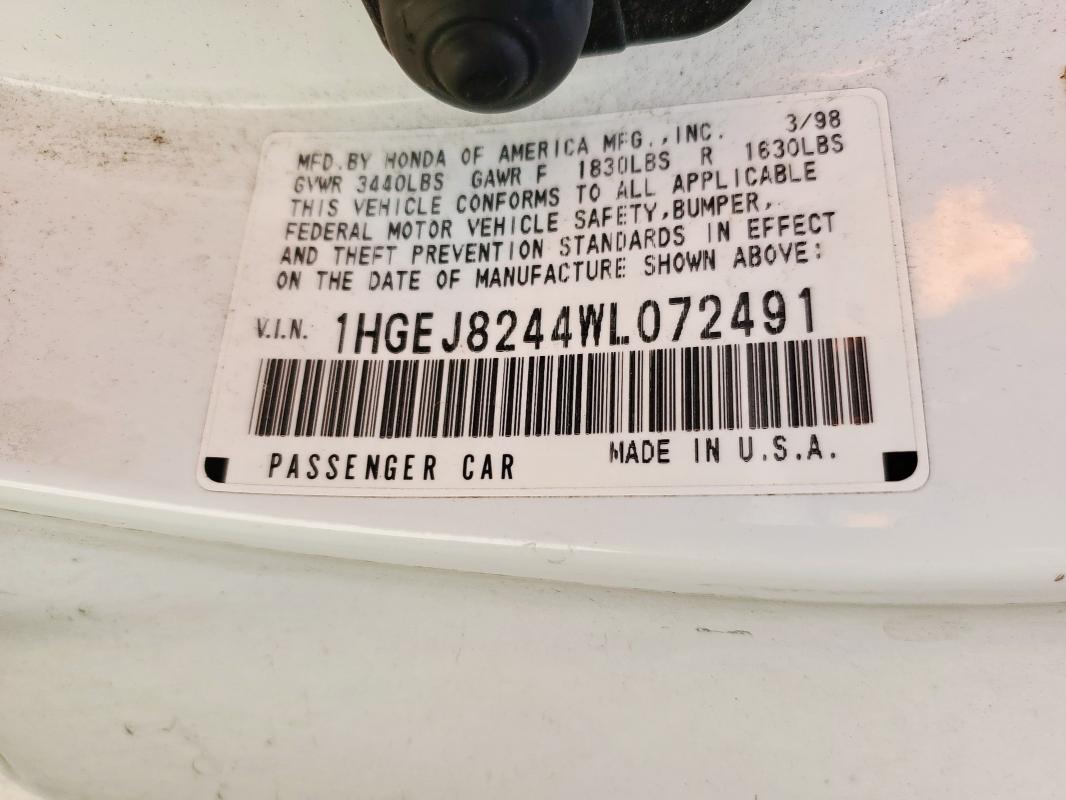 MFD. BY HONDA OF AMERICA MFG., INC. 3/98
GVWR 3440LBS GAWR F 1830LBS R 1630LBS
THIS VEHICLE CONFORMS TO ALL APPLICABLE
FEDERAL MOTOR VEHICLE SAFETY, BUMPER,
AND THEFT PREVENTION STANDARDS IN EFFECT
ON THE DATE OF MANUFACTURE SHOWN ABOVE:
V.I.N. 1HGEJ8244WL072491
PASSENGER CAR MADE IN U.S.A.